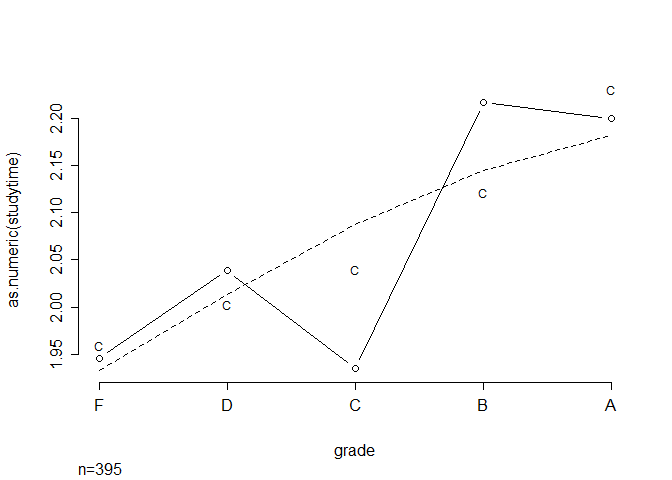 as.numeric(studytime)
2.20
2.15
2.10
2.05
2.00
1.95
C
C
C
C
C
F D C B A
grade
n=395